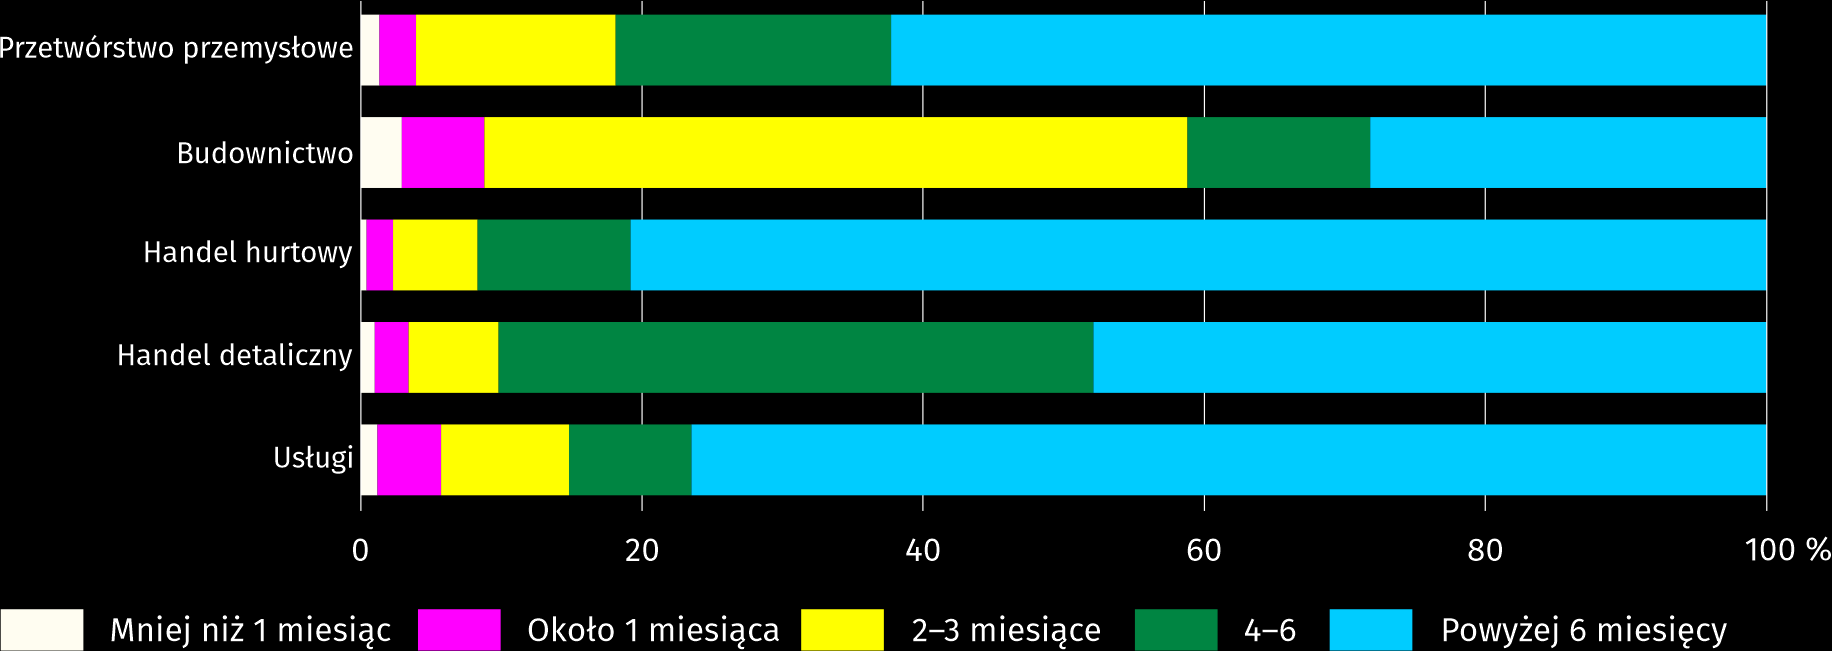 Przetwórstwo przemysłowe
Budownictwo
Handel hurtowy
Handel detaliczny
Usługi
0 20 40 60 80 100 %
Mniej niż 1 miesiąc Około 1 miesiąca 2–3 miesiące 4–6 Powyżej 6 miesięcy